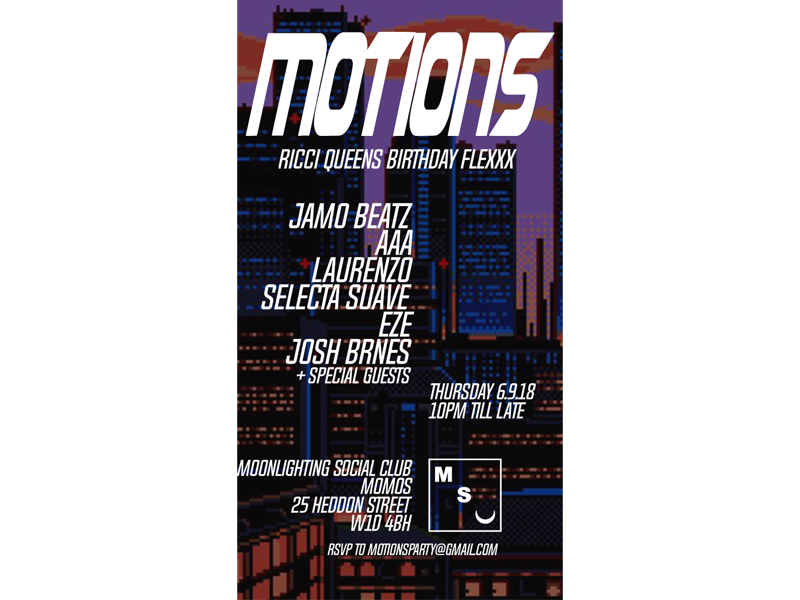 MOTIONS
RICCI QUEENS BIRTHDAY FLEXXX
JAMO BEATZ
AAA
LAURENZO
SELECTA SUAVE
EZE
JOSH BRNES
+ SPECIAL GUESTS
THURSDAY 6.9.18
10PM TILL LATE
MOONLIGHTING SOCIAL CLUB
MOMOS
25 HEDDON STREET
W1D 4BH
M
S
RSVP TO MOTIONSPARTY@GMAIL.COM